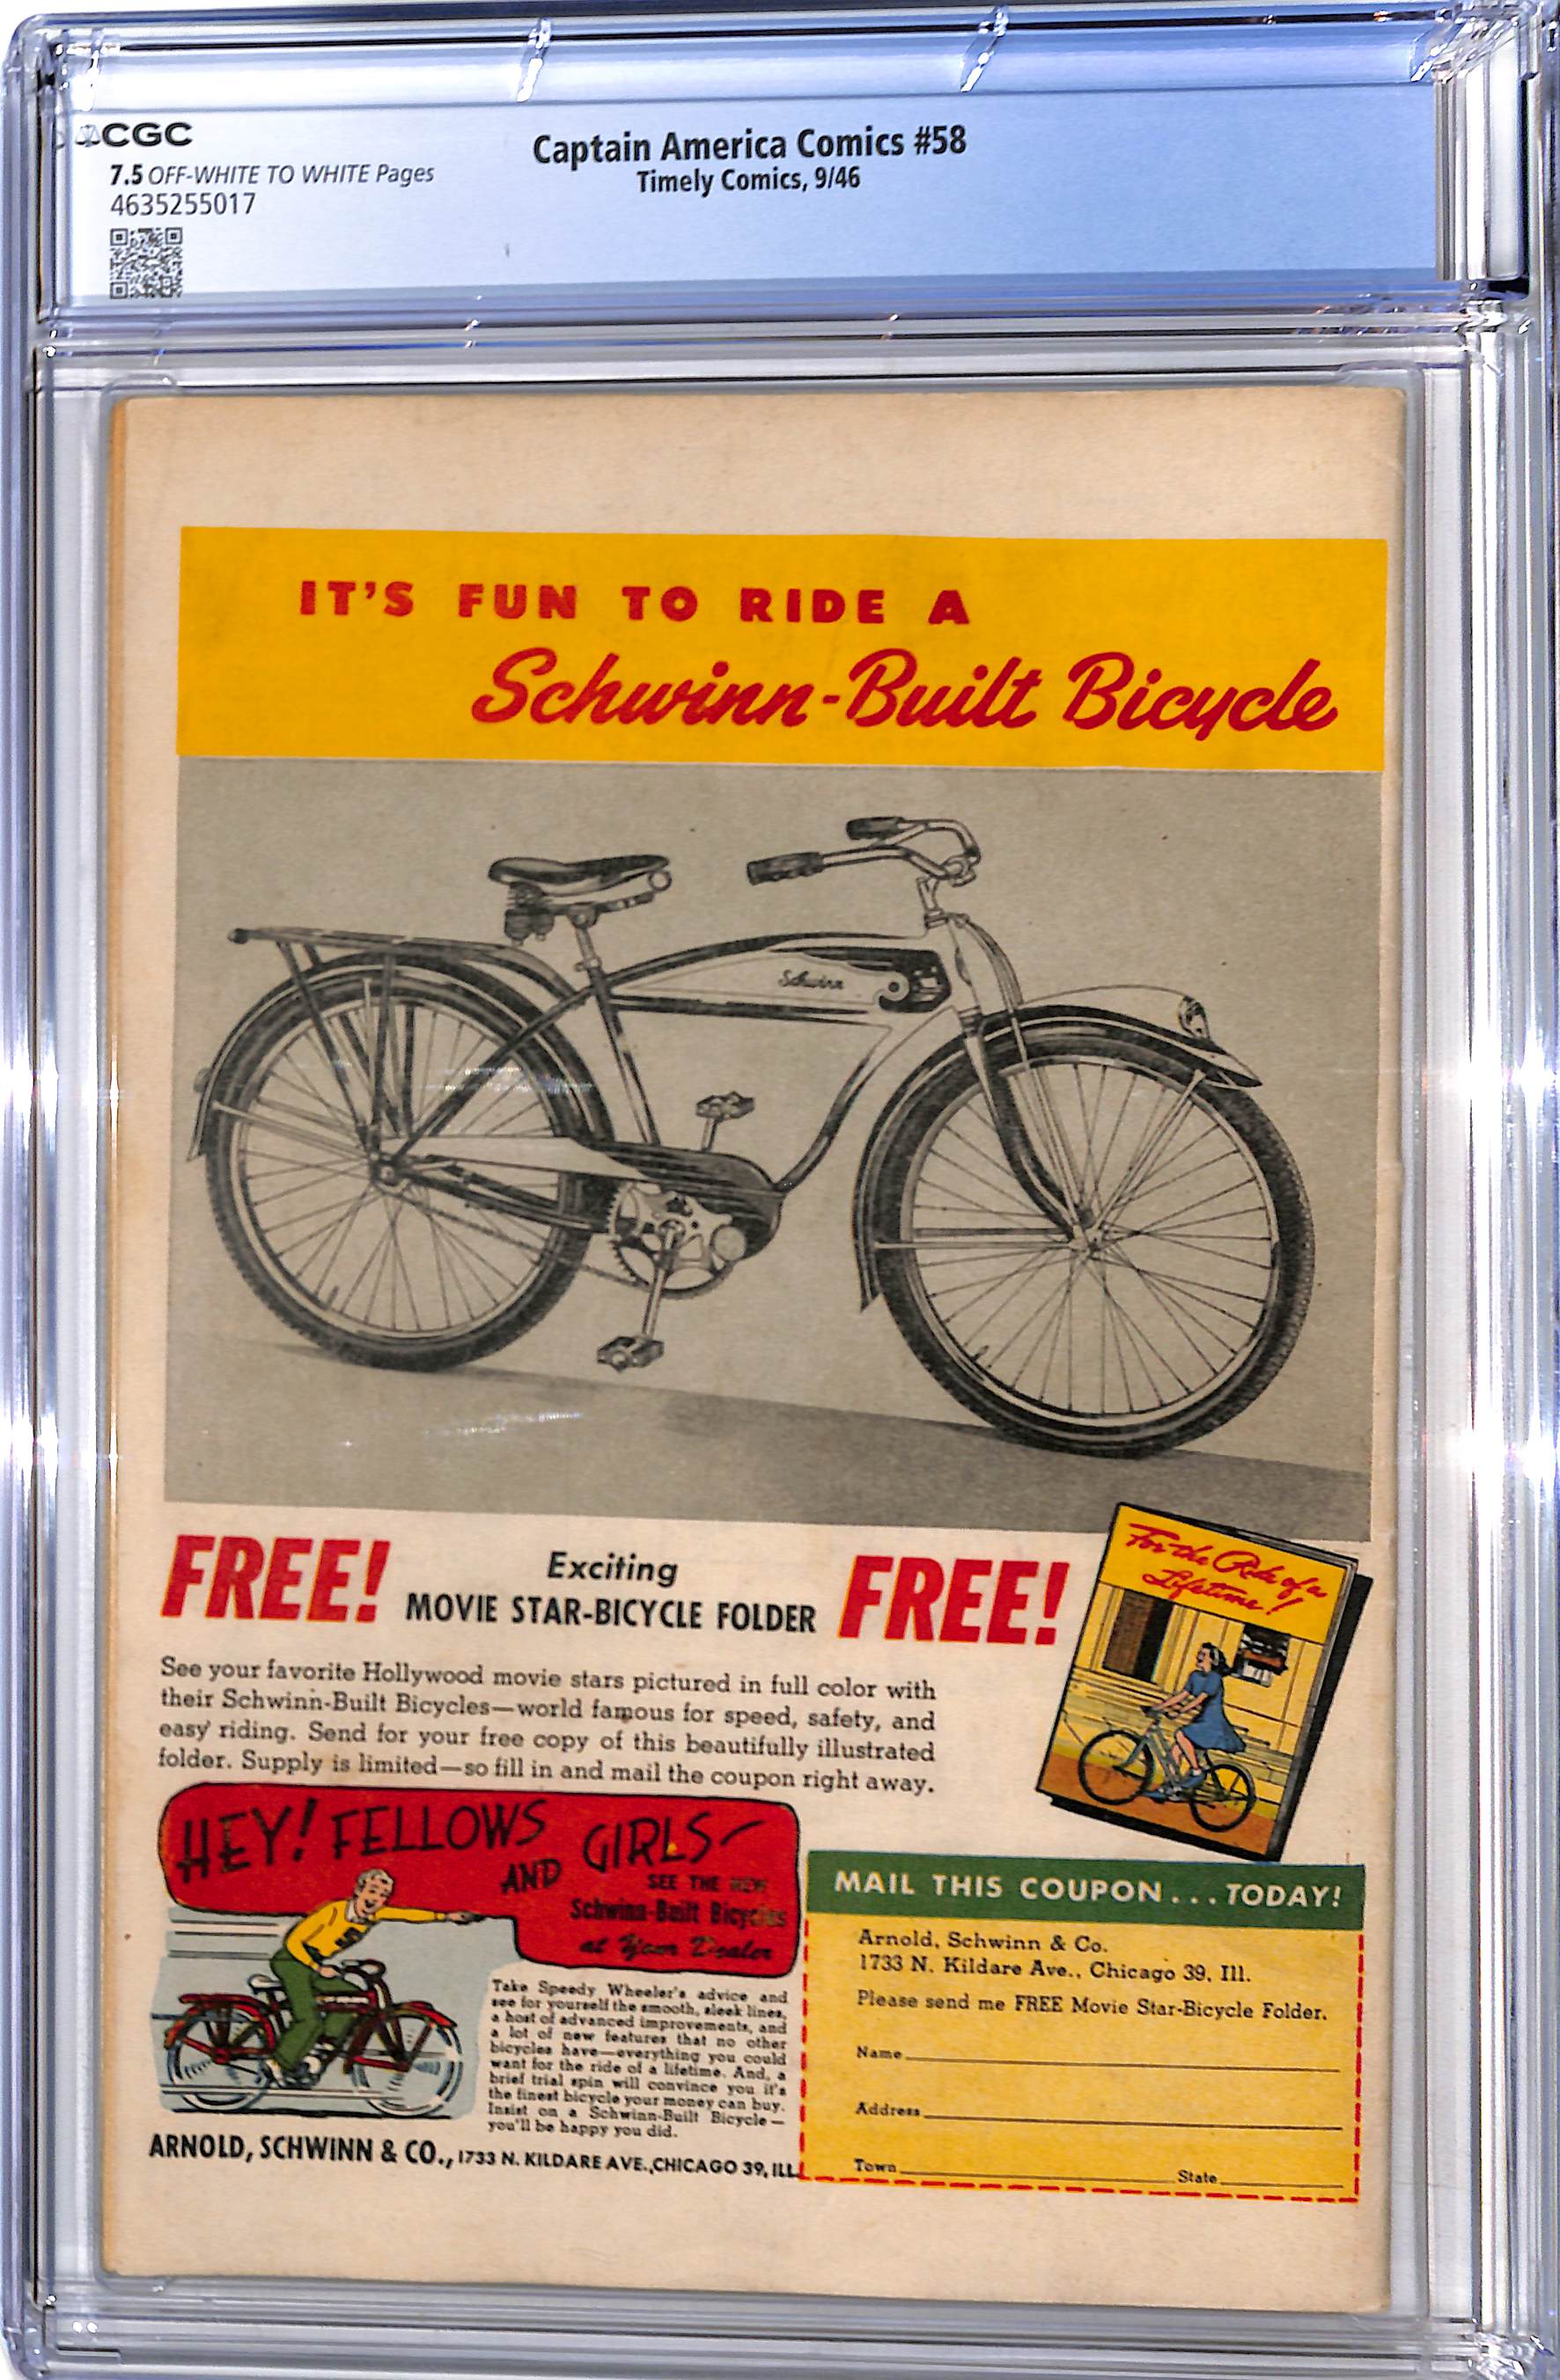 CGC
7.5 OFF-WHITE TO WHITE Pages
4635255017
Captain America Comics #58
Timely Comics, 9/46
IT'S FUN TO RIDE A
Schwinn-Built Bicycle
Schwinn
FREE!
Exciting
MOVIE STAR-BICYCLE FOLDER
FREE!
For the Ride of a
Lifetime!
See your favorite Hollywood movie stars pictured in full color with
their Schwinn-Built Bicycles—world famous for speed, safety, and
easy riding. Send for your free copy of this beautifully illustrated
folder. Supply is limited—so fill in and mail the coupon right away.
HEY! FELLOWS
AND GIRLS—
SEE THE NEW
Schwinn-Built Bicycles
at Your Dealer
Take Speedy Wheeler's advice and
see for yourself the smooth, sleek lines,
a host of advanced improvements, and
a lot of new features that no other
bicycles have—everything you could
want for the ride of a lifetime. And, a
brief trial spin will convince you it's
the finest bicycle your money can buy.
Insist on a Schwinn-Built Bicycle—
you'll be happy you did.
ARNOLD, SCHWINN & CO., 1733 N. KILDARE AVE., CHICAGO 39, ILL.
MAIL THIS COUPON...TODAY!
Arnold, Schwinn & Co.
1733 N. Kildare Ave., Chicago 39, Ill.
Please send me FREE Movie Star-Bicycle Folder.
Name
Address
Town State